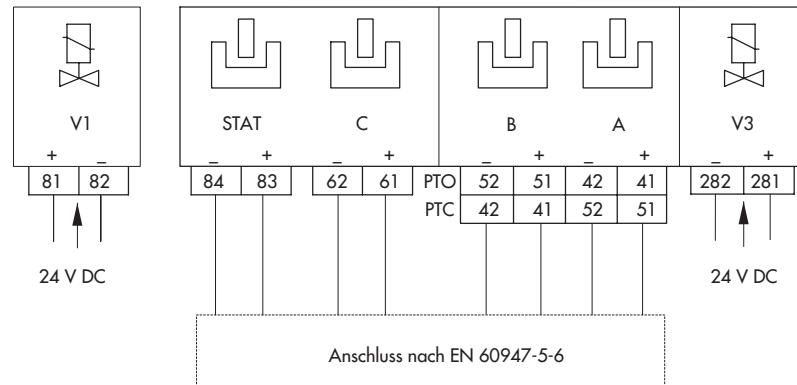 V1 STAT C B A V3
+ – – + – + – + – + – +
81 82 84 83 62 61 PTO 52 51 42 41 282 281
PTC 42 41 52 51
24 V DC 24 V DC
Anschluss nach EN 60947-5-6